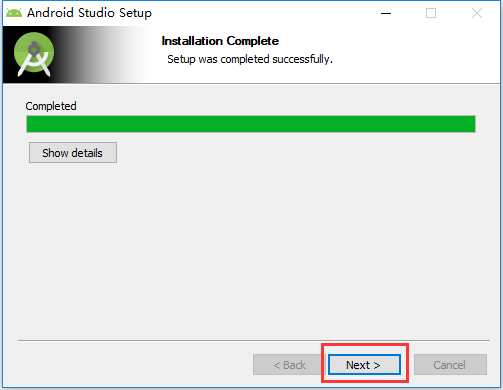 Android Studio Setup
Installation Complete
Setup was completed successfully.
Completed
Show details
< Back
Next >
Cancel